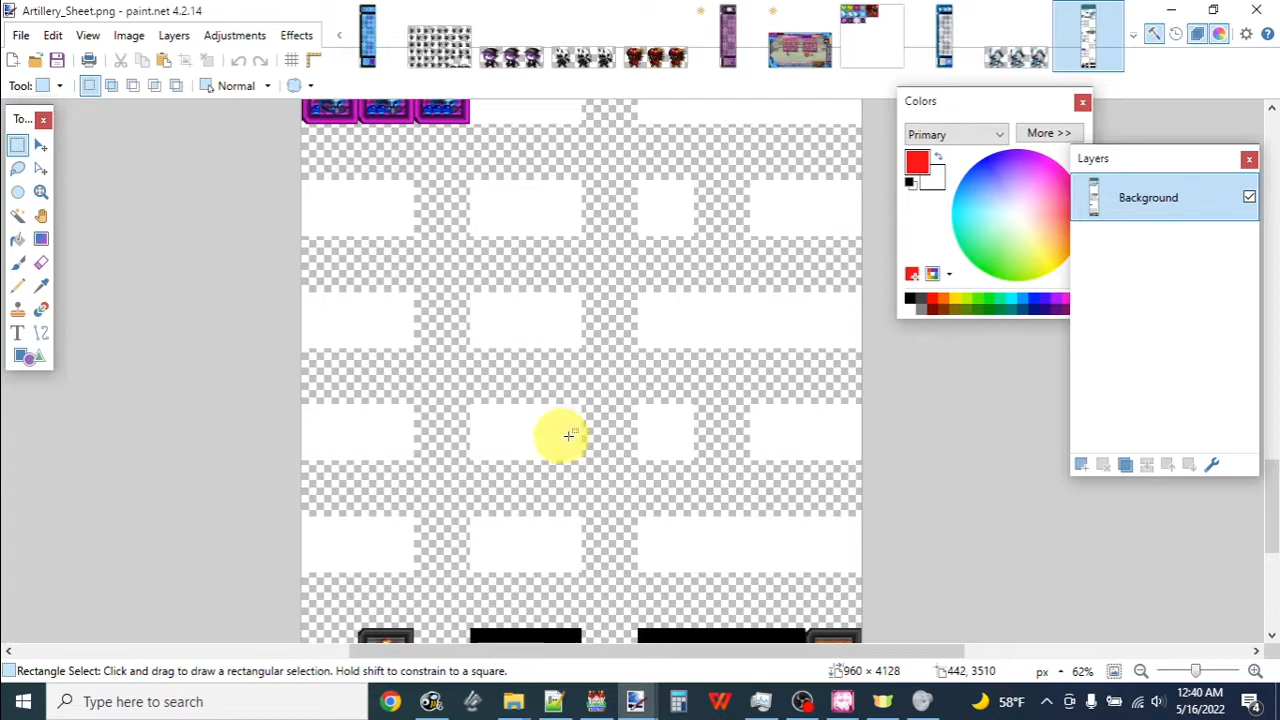 Artillery_Sheet.png - paint.net 4.2.14
File Edit View Image Layers Adjustments Effects
Tool: Normal
To...
Colors
Primary More >>
Layers
Background
Rectangle Select: Click and drag to draw a rectangular selection. Hold shift to constrain to a square. 960 × 4128 442, 3510 px 62%
Type here to search 58°F 12:40 AM
5/16/2022 4